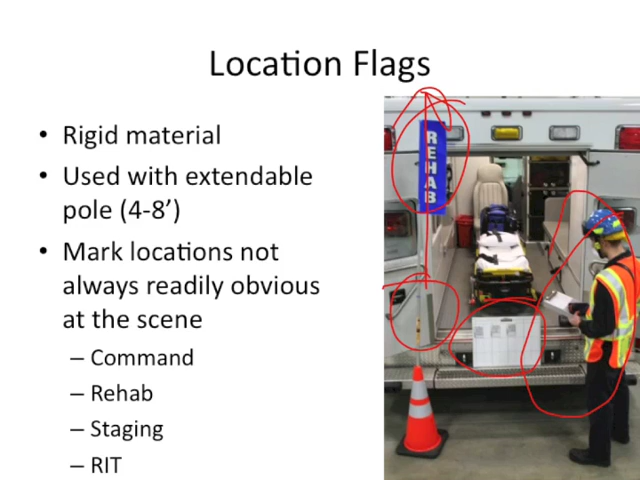 Location Flags
• Rigid material
• Used with extendable
pole (4-8’)
• Mark locations not
always readily obvious
at the scene
– Command
– Rehab
– Staging
– RIT
REHAB